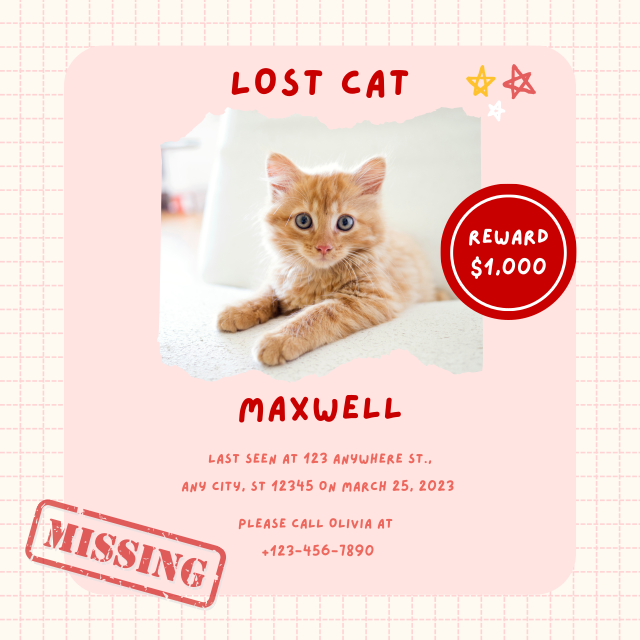 LOST CAT
REWARD
$1,000
MAXWELL
LAST SEEN AT 123 ANYWHERE ST.,
ANY CITY, ST 12345 ON MARCH 25, 2023
PLEASE CALL OLIVIA AT
+123-456-7890
MISSING